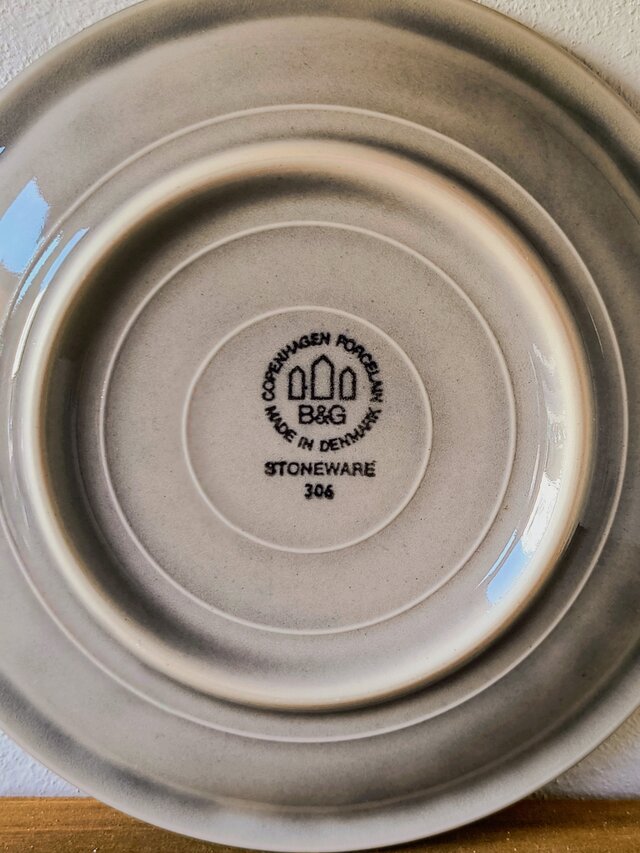 COPENHAGEN PORCELAIN
B&G
MADE IN DENMARK
STONEWARE
306